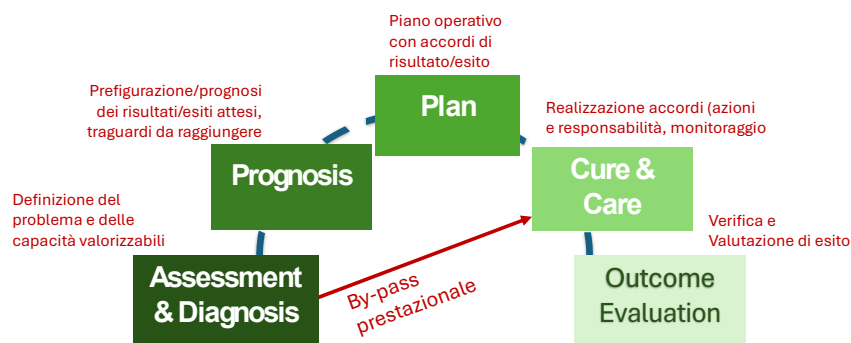 Piano operativo
con accordi di
risultato/esito
Plan
Prefigurazione/prognosi
dei risultati/esiti attesi,
traguardi da raggiungere
Prognosis
Realizzazione accordi (azioni
e responsabilità, monitoraggio
Cure &
Care
Definizione del
problema e delle
capacità valorizzabili
Assessment
& Diagnosis
By-pass
prestazionale
Verifica e
Valutazione di esito
Outcome
Evaluation